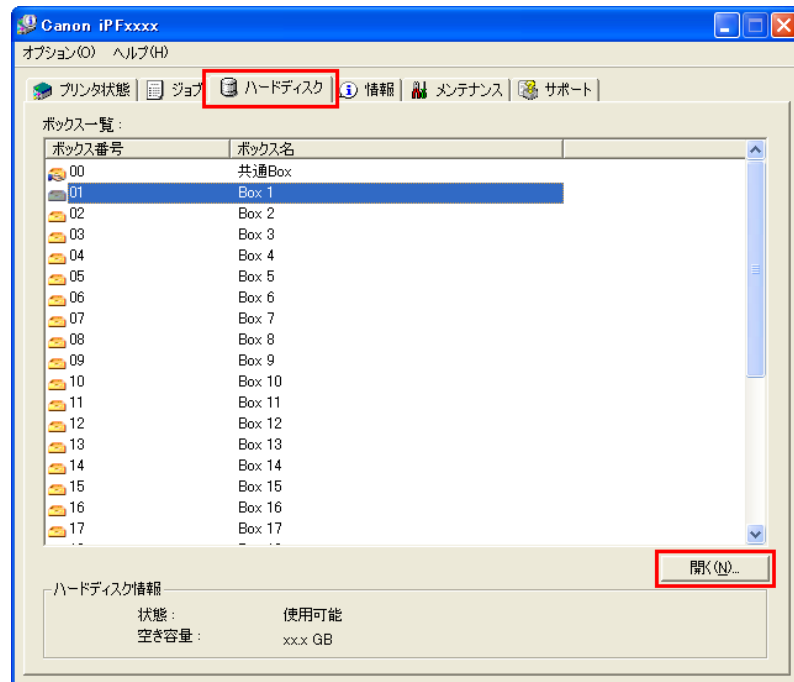 Canon iPFxxxx
オプション(O) ヘルプ(H)
プリンタ状態 ジョブ ハードディスク 情報 メンテナンス サポート
ボックス一覧 :
ボックス番号 ボックス名
00 共通Box
01 Box 1
02 Box 2
03 Box 3
04 Box 4
05 Box 5
06 Box 6
07 Box 7
08 Box 8
09 Box 9
10 Box 10
11 Box 11
12 Box 12
13 Box 13
14 Box 14
15 Box 15
16 Box 16
17 Box 17
開く(N)...
ハードディスク情報
状態 : 使用可能
空き容量 : xx.x GB